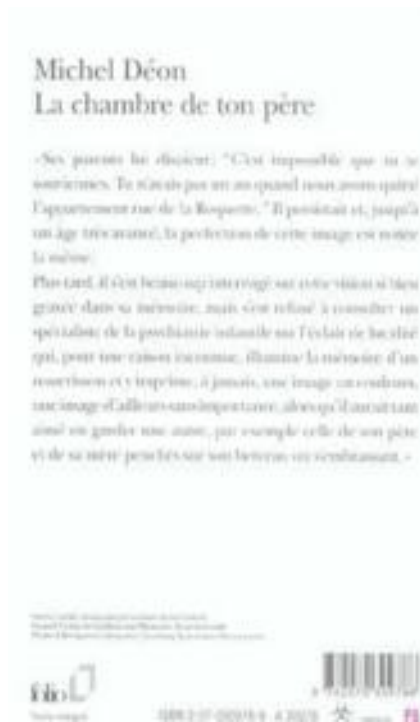 Michel Déon
La chambre de ton père
«Ses parents lui disaient: "C'est impossible que tu te
souviennes. Tu n'avais pas un an quand nous avons quitté
l'appartement rue de la Roquette." Il persistait et, jusqu'à
un âge très avancé, la perfection de cette image est restée
la même.
Plus tard, il s'est beaucoup interrogé sur cette vision si bien
gravée dans sa mémoire, mais s'est refusé à consulter un
spécialiste de la psychiatrie infantile sur l'éclair de lucidité
qui, pour une raison inconnue, illumine la mémoire d'un
nourrisson et y imprime, à jamais, une image en couleurs,
une image d'ailleurs sans importance, alors qu'il aurait tant
aimé en garder une autre, par exemple celle de son père
et de sa mère penchés sur son berceau ou s'embrassant.»
folio
Texte intégral
ISBN 2-07